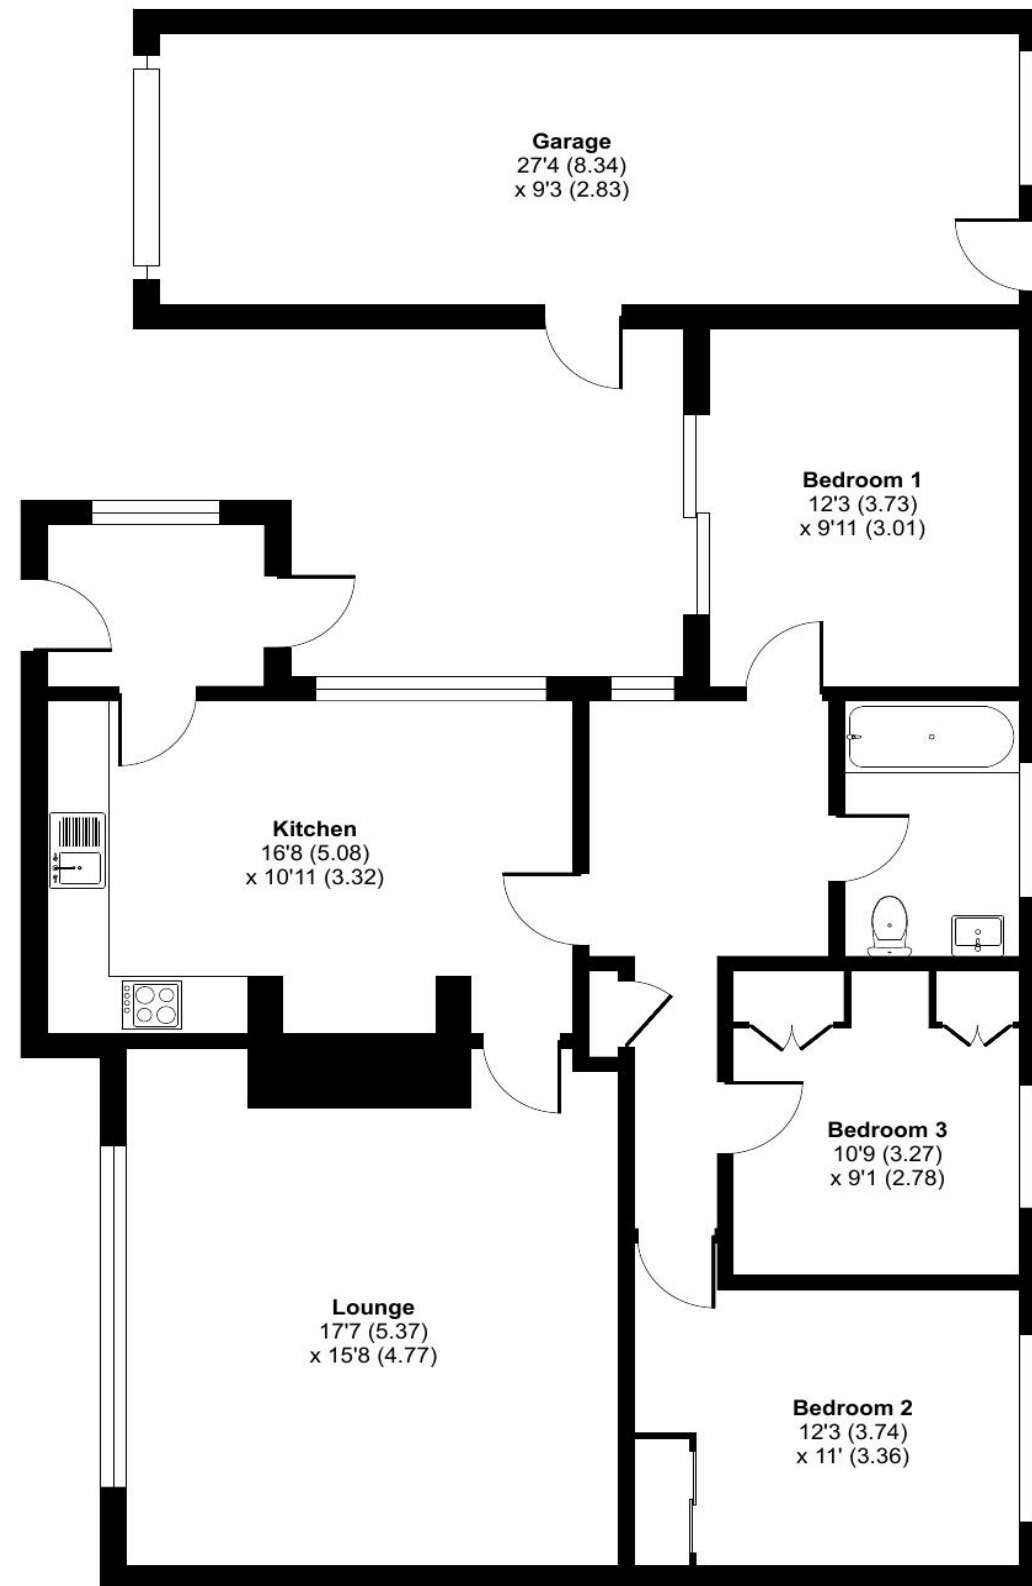 Garage
27'4 (8.34)
x 9'3 (2.83)
Bedroom 1
12'3 (3.73)
x 9'11 (3.01)
Kitchen
16'8 (5.08)
x 10'11 (3.32)
Bedroom 3
10'9 (3.27)
x 9'1 (2.78)
Lounge
17'7 (5.37)
x 15'8 (4.77)
Bedroom 2
12'3 (3.74)
x 11' (3.36)